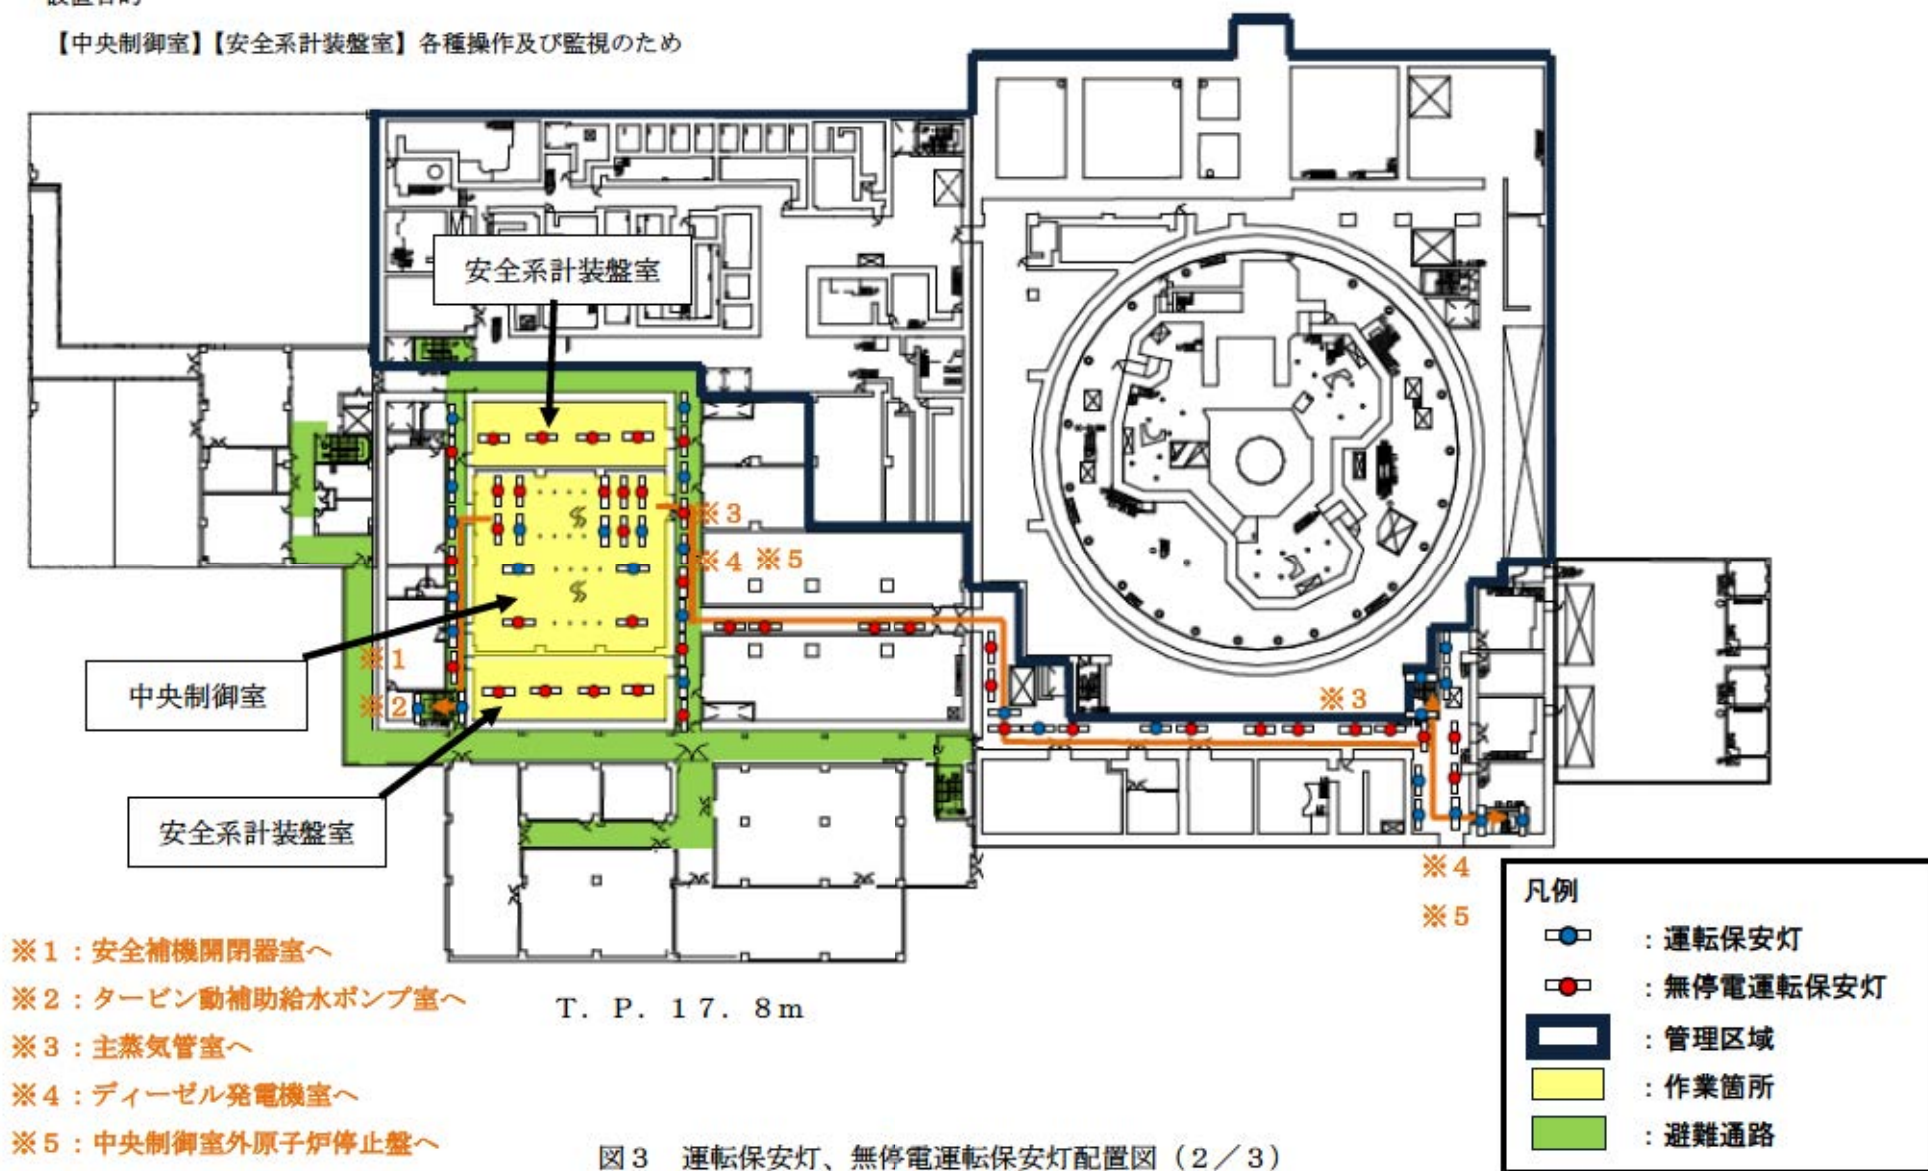 【中央制御室】【安全系計装盤室】各種操作及び監視のため
安全系計装盤室
※3
※4 ※5
※1
中央制御室
※2
※3
安全系計装盤室
※4
※5
凡例
：運転保安灯
：無停電運転保安灯
：管理区域
：作業箇所
：避難通路
※1：安全補機開閉器室へ
※2：タービン動補助給水ポンプ室へ
※3：主蒸気管室へ
※4：ディーゼル発電機室へ
※5：中央制御室外原子炉停止盤へ
T．P．17．8m
図3 運転保安灯、無停電運転保安灯配置図（2／3）